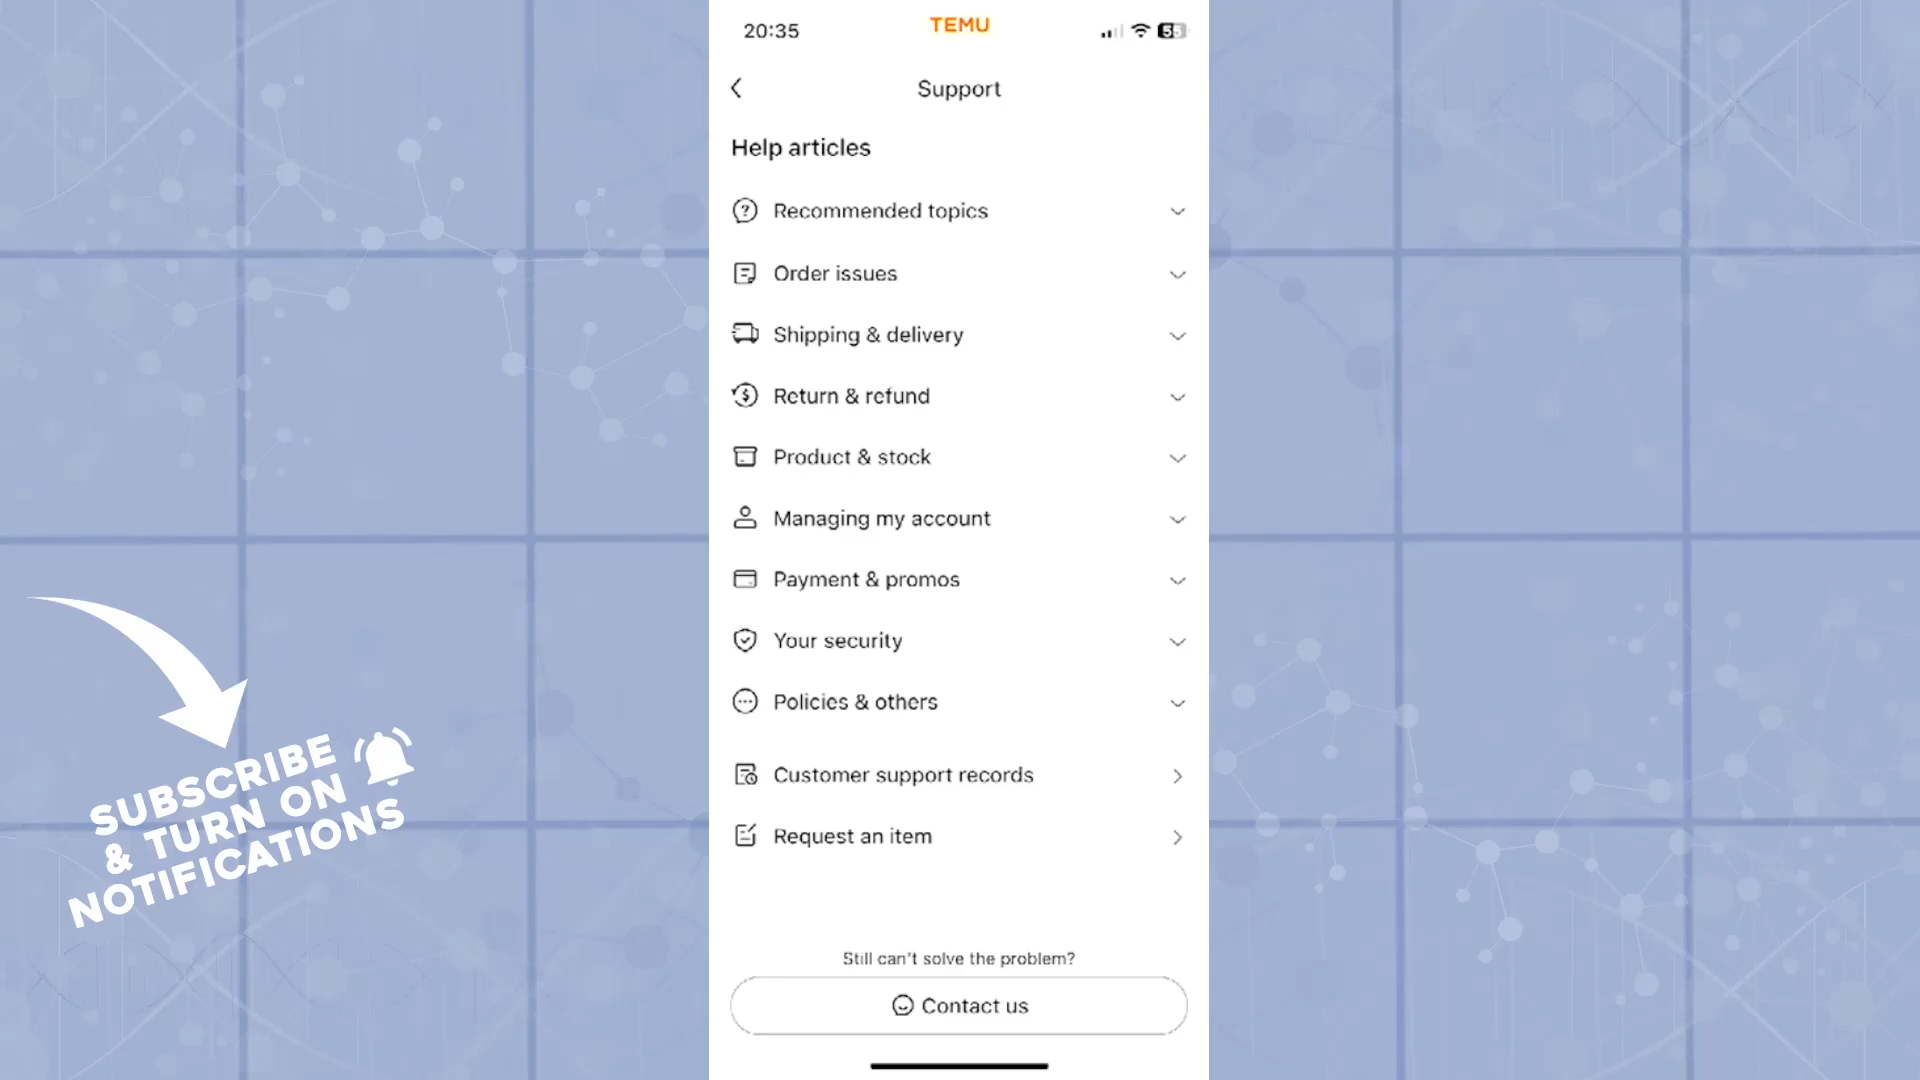 20:35
TEMU
55
Support
Help articles
Recommended topics
Order issues
Shipping & delivery
Return & refund
Product & stock
Managing my account
Payment & promos
Your security
Policies & others
Customer support records
Request an item
Still can't solve the problem?
Contact us
SUBSCRIBE
& TURN ON
NOTIFICATIONS